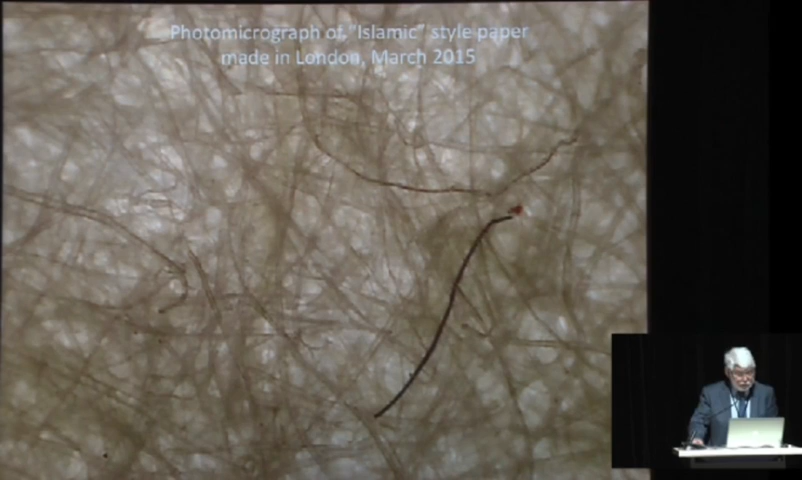 Photomicrograph of "Islamic" style paper
made in London, March 2015